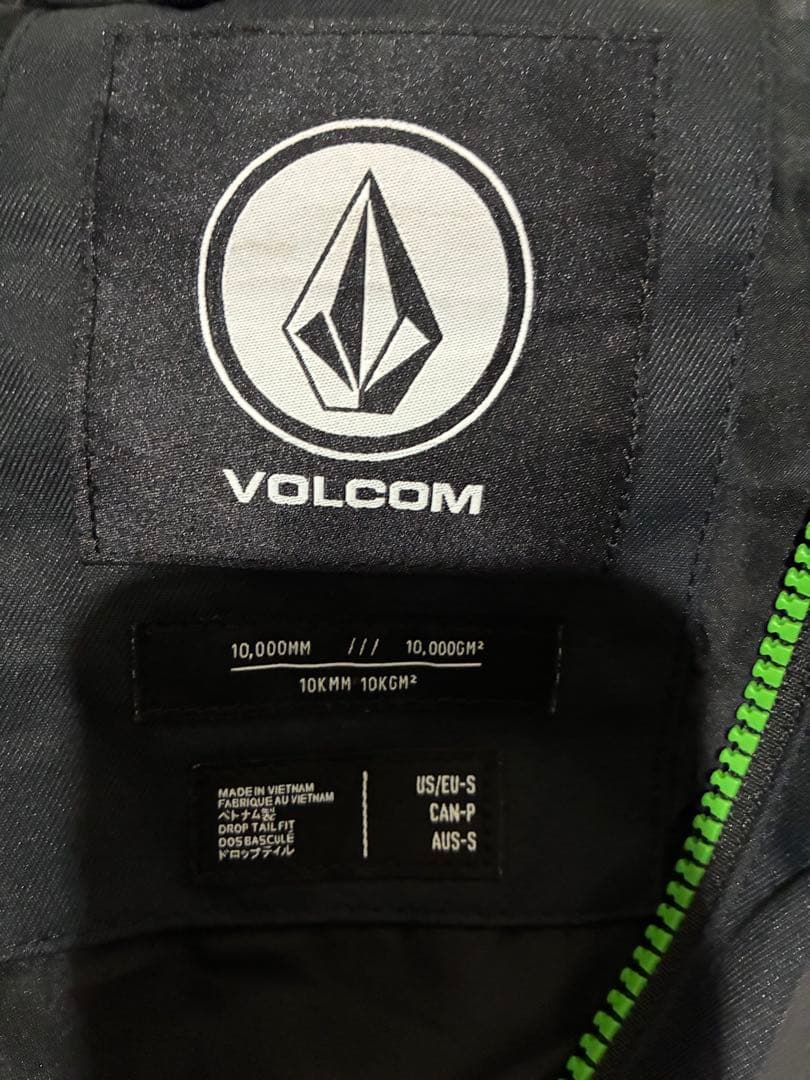 VOLCOM
10,000MM /// 10,000GM²
10KMM 10KGM²
MADE IN VIETNAM
FABRIQUE AU VIETNAM
ベトナム製
DROP TAIL FIT
DOS BASCULÉ
ドロップテイル
US/EU-S
CAN-P
AUS-S